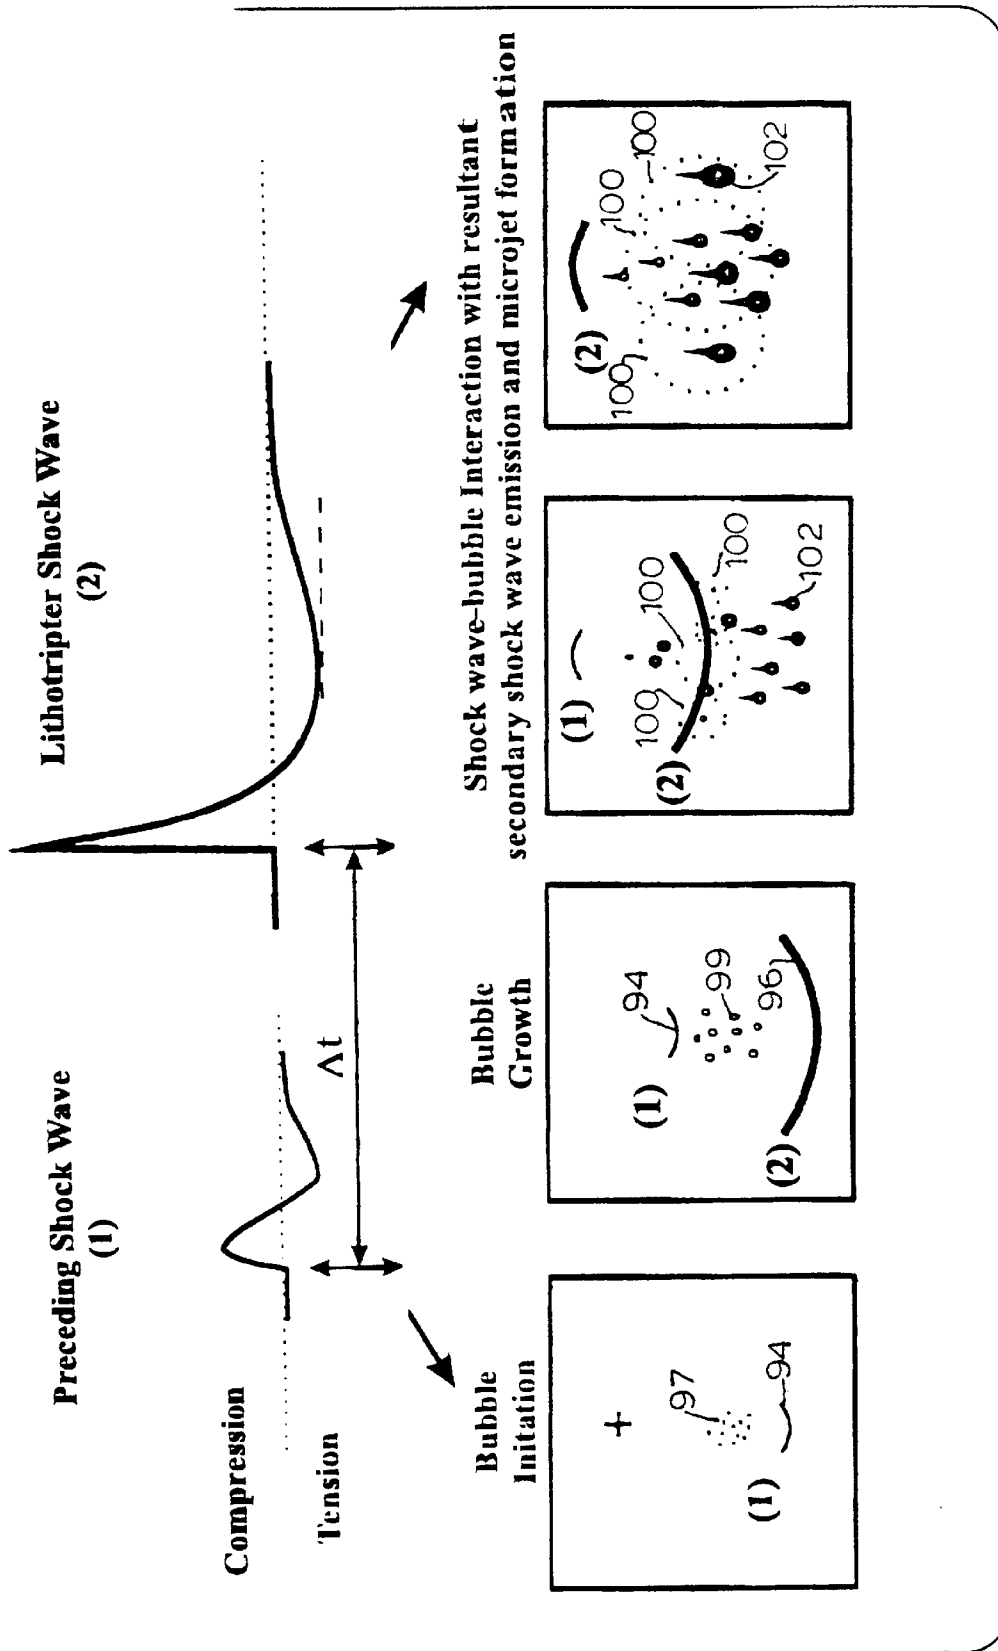 Preceding Shock Wave
(1)
Lithotripter Shock Wave
(2)
Compression
Tension
Λt
Bubble
Initation
Bubble
Growth
Shock wave-bubble Interaction with resultant
secondary shock wave emission and microjet formation
+
97
94
(1)
94
(1)
99
96
(2)
(1)
100
100
100
(2)
102
(2)
100
100
100
102